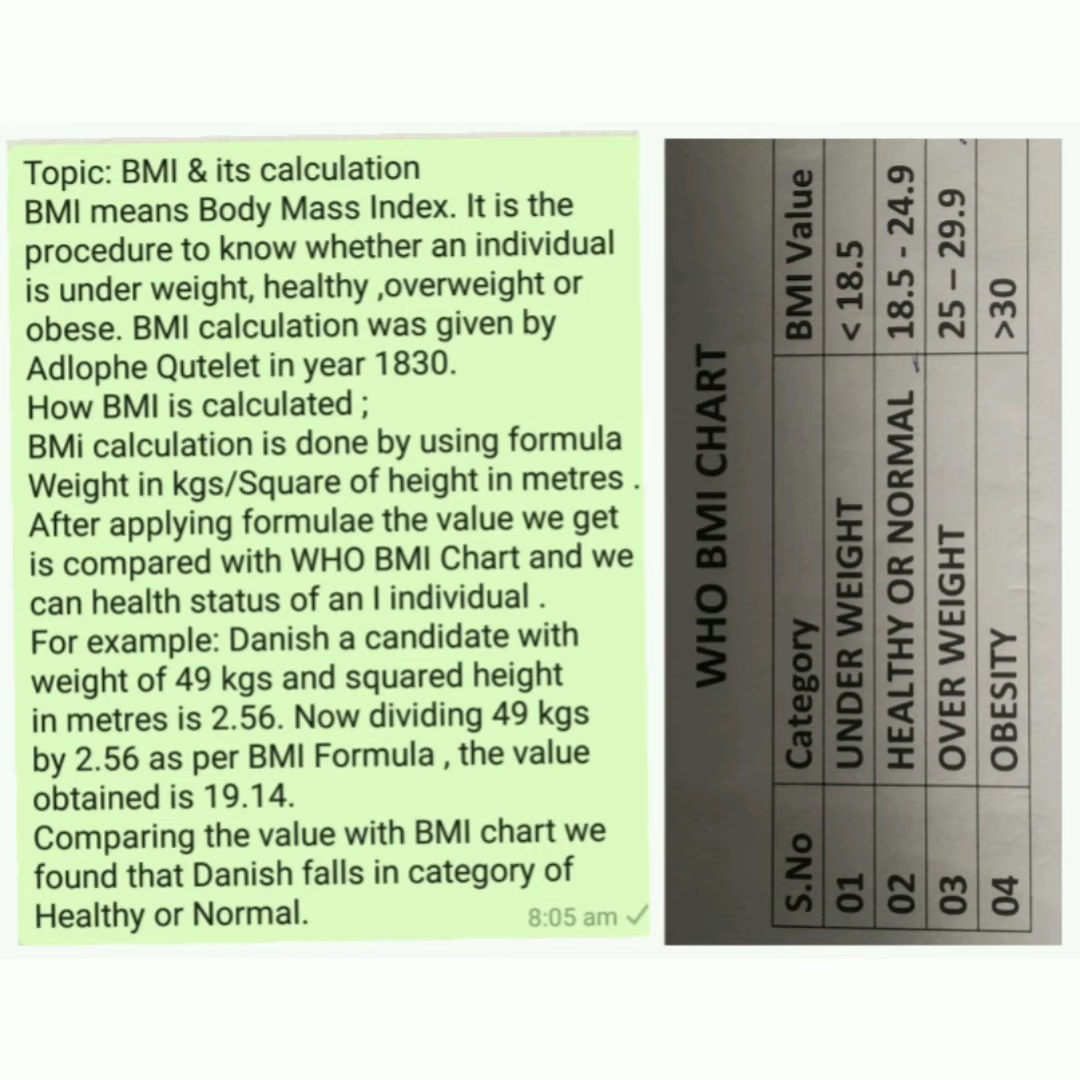 Topic: BMI & its calculation
BMI means Body Mass Index. It is the
procedure to know whether an individual
is under weight, healthy ,overweight or
obese. BMI calculation was given by
Adlophe Qutelet in year 1830.
How BMI is calculated ;
BMi calculation is done by using formula
Weight in kgs/Square of height in metres .
After applying formulae the value we get
is compared with WHO BMI Chart and we
can health status of an I individual .
For example: Danish a candidate with
weight of 49 kgs and squared height
in metres is 2.56. Now dividing 49 kgs
by 2.56 as per BMI Formula , the value
obtained is 19.14.
Comparing the value with BMI chart we
found that Danish falls in category of
Healthy or Normal.
8:05 am
WHO BMI CHART
S.No Category BMI Value
01 UNDER WEIGHT < 18.5
02 HEALTHY OR NORMAL 18.5 - 24.9
03 OVER WEIGHT 25 – 29.9
04 OBESITY >30